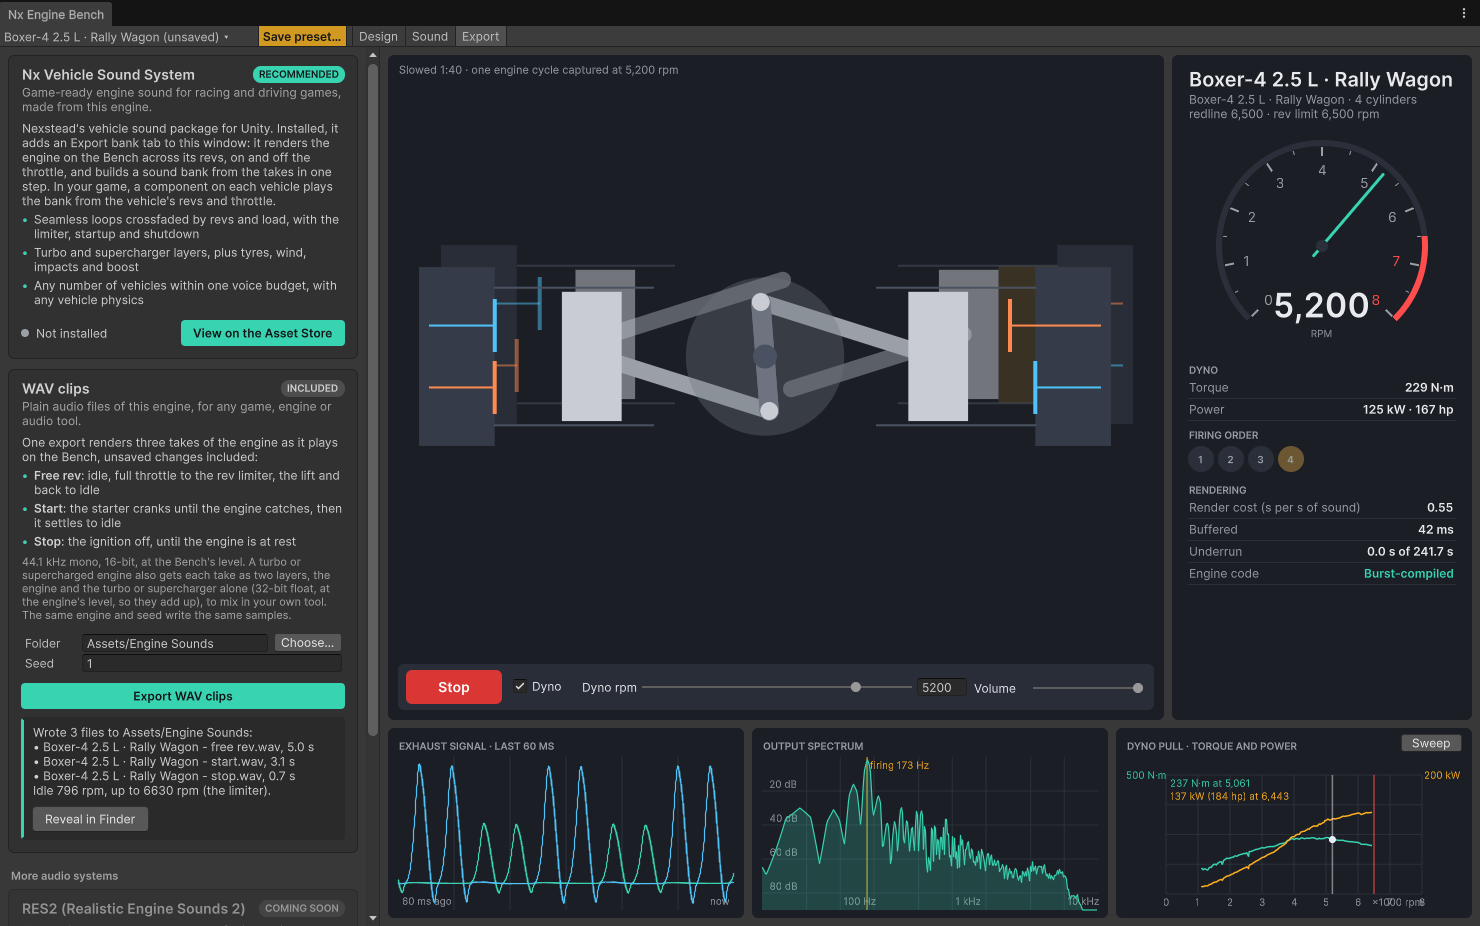 Nx Engine Bench
Boxer-4 2.5 L · Rally Wagon (unsaved)
Save preset...
Design
Sound
Export
Nx Vehicle Sound System
RECOMMENDED
Game-ready engine sound for racing and driving games,
made from this engine.
Nexstead's vehicle sound package for Unity. Installed, it
adds an Export bank tab to this window: it renders the
engine on the Bench across its revs, on and off the
throttle, and builds a sound bank from the takes in one
step. In your game, a component on each vehicle plays
the bank from the vehicle's revs and throttle.
• Seamless loops crossfaded by revs and load, with the
limiter, startup and shutdown
• Turbo and supercharger layers, plus tyres, wind,
impacts and boost
• Any number of vehicles within one voice budget, with
any vehicle physics
Not installed
View on the Asset Store
WAV clips
INCLUDED
Plain audio files of this engine, for any game, engine or
audio tool.
One export renders three takes of the engine as it plays
on the Bench, unsaved changes included:
• Free rev: idle, full throttle to the rev limiter, the lift and
back to idle
• Start: the starter cranks until the engine catches, then
it settles to idle
• Stop: the ignition off, until the engine is at rest
44.1 kHz mono, 16-bit, at the Bench's level. A turbo or
supercharged engine also gets each take as two layers, the
engine and the turbo or supercharger alone (32-bit float, at
the engine's level, so they add up), to mix in your own tool.
The same engine and seed write the same samples.
Folder
Assets/Engine Sounds
Choose...
Seed
1
Export WAV clips
Wrote 3 files to Assets/Engine Sounds:
• Boxer-4 2.5 L · Rally Wagon - free rev.wav, 5.0 s
• Boxer-4 2.5 L · Rally Wagon - start.wav, 3.1 s
• Boxer-4 2.5 L · Rally Wagon - stop.wav, 0.7 s
Idle 796 rpm, up to 6630 rpm (the limiter).
Reveal in Finder
More audio systems
RES2 (Realistic Engine Sounds 2)
COMING SOON
Slowed 1:40 · one engine cycle captured at 5,200 rpm
Stop
Dyno
Dyno rpm
5200
Volume
Boxer-4 2.5 L · Rally Wagon
Boxer-4 2.5 L · Rally Wagon · 4 cylinders
redline 6,500 · rev limit 6,500 rpm
0
1
2
3
4
5
6
7
8
5,200
RPM
DYNO
Torque
229 N·m
Power
125 kW · 167 hp
FIRING ORDER
1
2
3
4
RENDERING
Render cost (s per s of sound)
0.55
Buffered
42 ms
Underrun
0.0 s of 241.7 s
Engine code
Burst-compiled
EXHAUST SIGNAL · LAST 60 MS
60 ms ago
now
OUTPUT SPECTRUM
firing 173 Hz
20 dB
40 dB
60 dB
80 dB
100 Hz
1 kHz
10 kHz
DYNO PULL · TORQUE AND POWER
Sweep
500 N·m
200 kW
237 N·m at 5,061
137 kW (184 hp) at 6,443
0
1
2
3
4
5
6
7
8
×1000 rpm